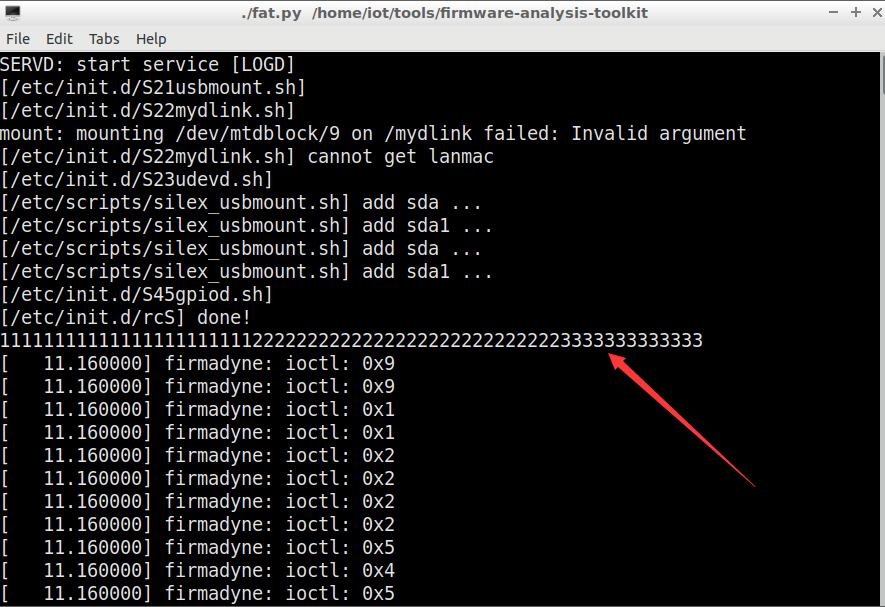 ./fat.py /home/iot/tools/firmware-analysis-toolkit
File Edit Tabs Help
SERVD: start service [LOGD]
[/etc/init.d/S21usbmount.sh]
[/etc/init.d/S22mydlink.sh]
mount: mounting /dev/mtdblock/9 on /mydlink failed: Invalid argument
[/etc/init.d/S22mydlink.sh] cannot get lanmac
[/etc/init.d/S23udevd.sh]
[/etc/scripts/silex_usbmount.sh] add sda ...
[/etc/scripts/silex_usbmount.sh] add sda1 ...
[/etc/scripts/silex_usbmount.sh] add sda ...
[/etc/scripts/silex_usbmount.sh] add sda1 ...
[/etc/init.d/S45gpiod.sh]
[/etc/init.d/rcS] done!
1111111111111111111111122222222222222222222222222223333333333333
[   11.160000] firmadyne: ioctl: 0x9
[   11.160000] firmadyne: ioctl: 0x9
[   11.160000] firmadyne: ioctl: 0x1
[   11.160000] firmadyne: ioctl: 0x1
[   11.160000] firmadyne: ioctl: 0x2
[   11.160000] firmadyne: ioctl: 0x2
[   11.160000] firmadyne: ioctl: 0x2
[   11.160000] firmadyne: ioctl: 0x2
[   11.160000] firmadyne: ioctl: 0x5
[   11.160000] firmadyne: ioctl: 0x4
[   11.160000] firmadyne: ioctl: 0x5